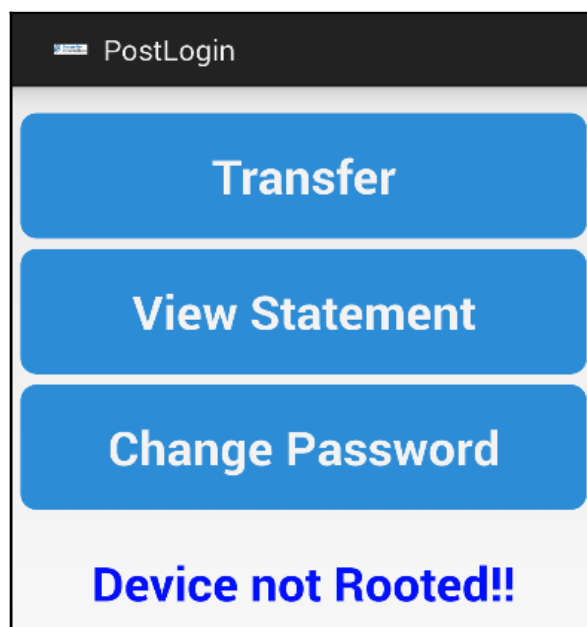 PostLogin
Transfer
View Statement
Change Password
Device not Rooted!!